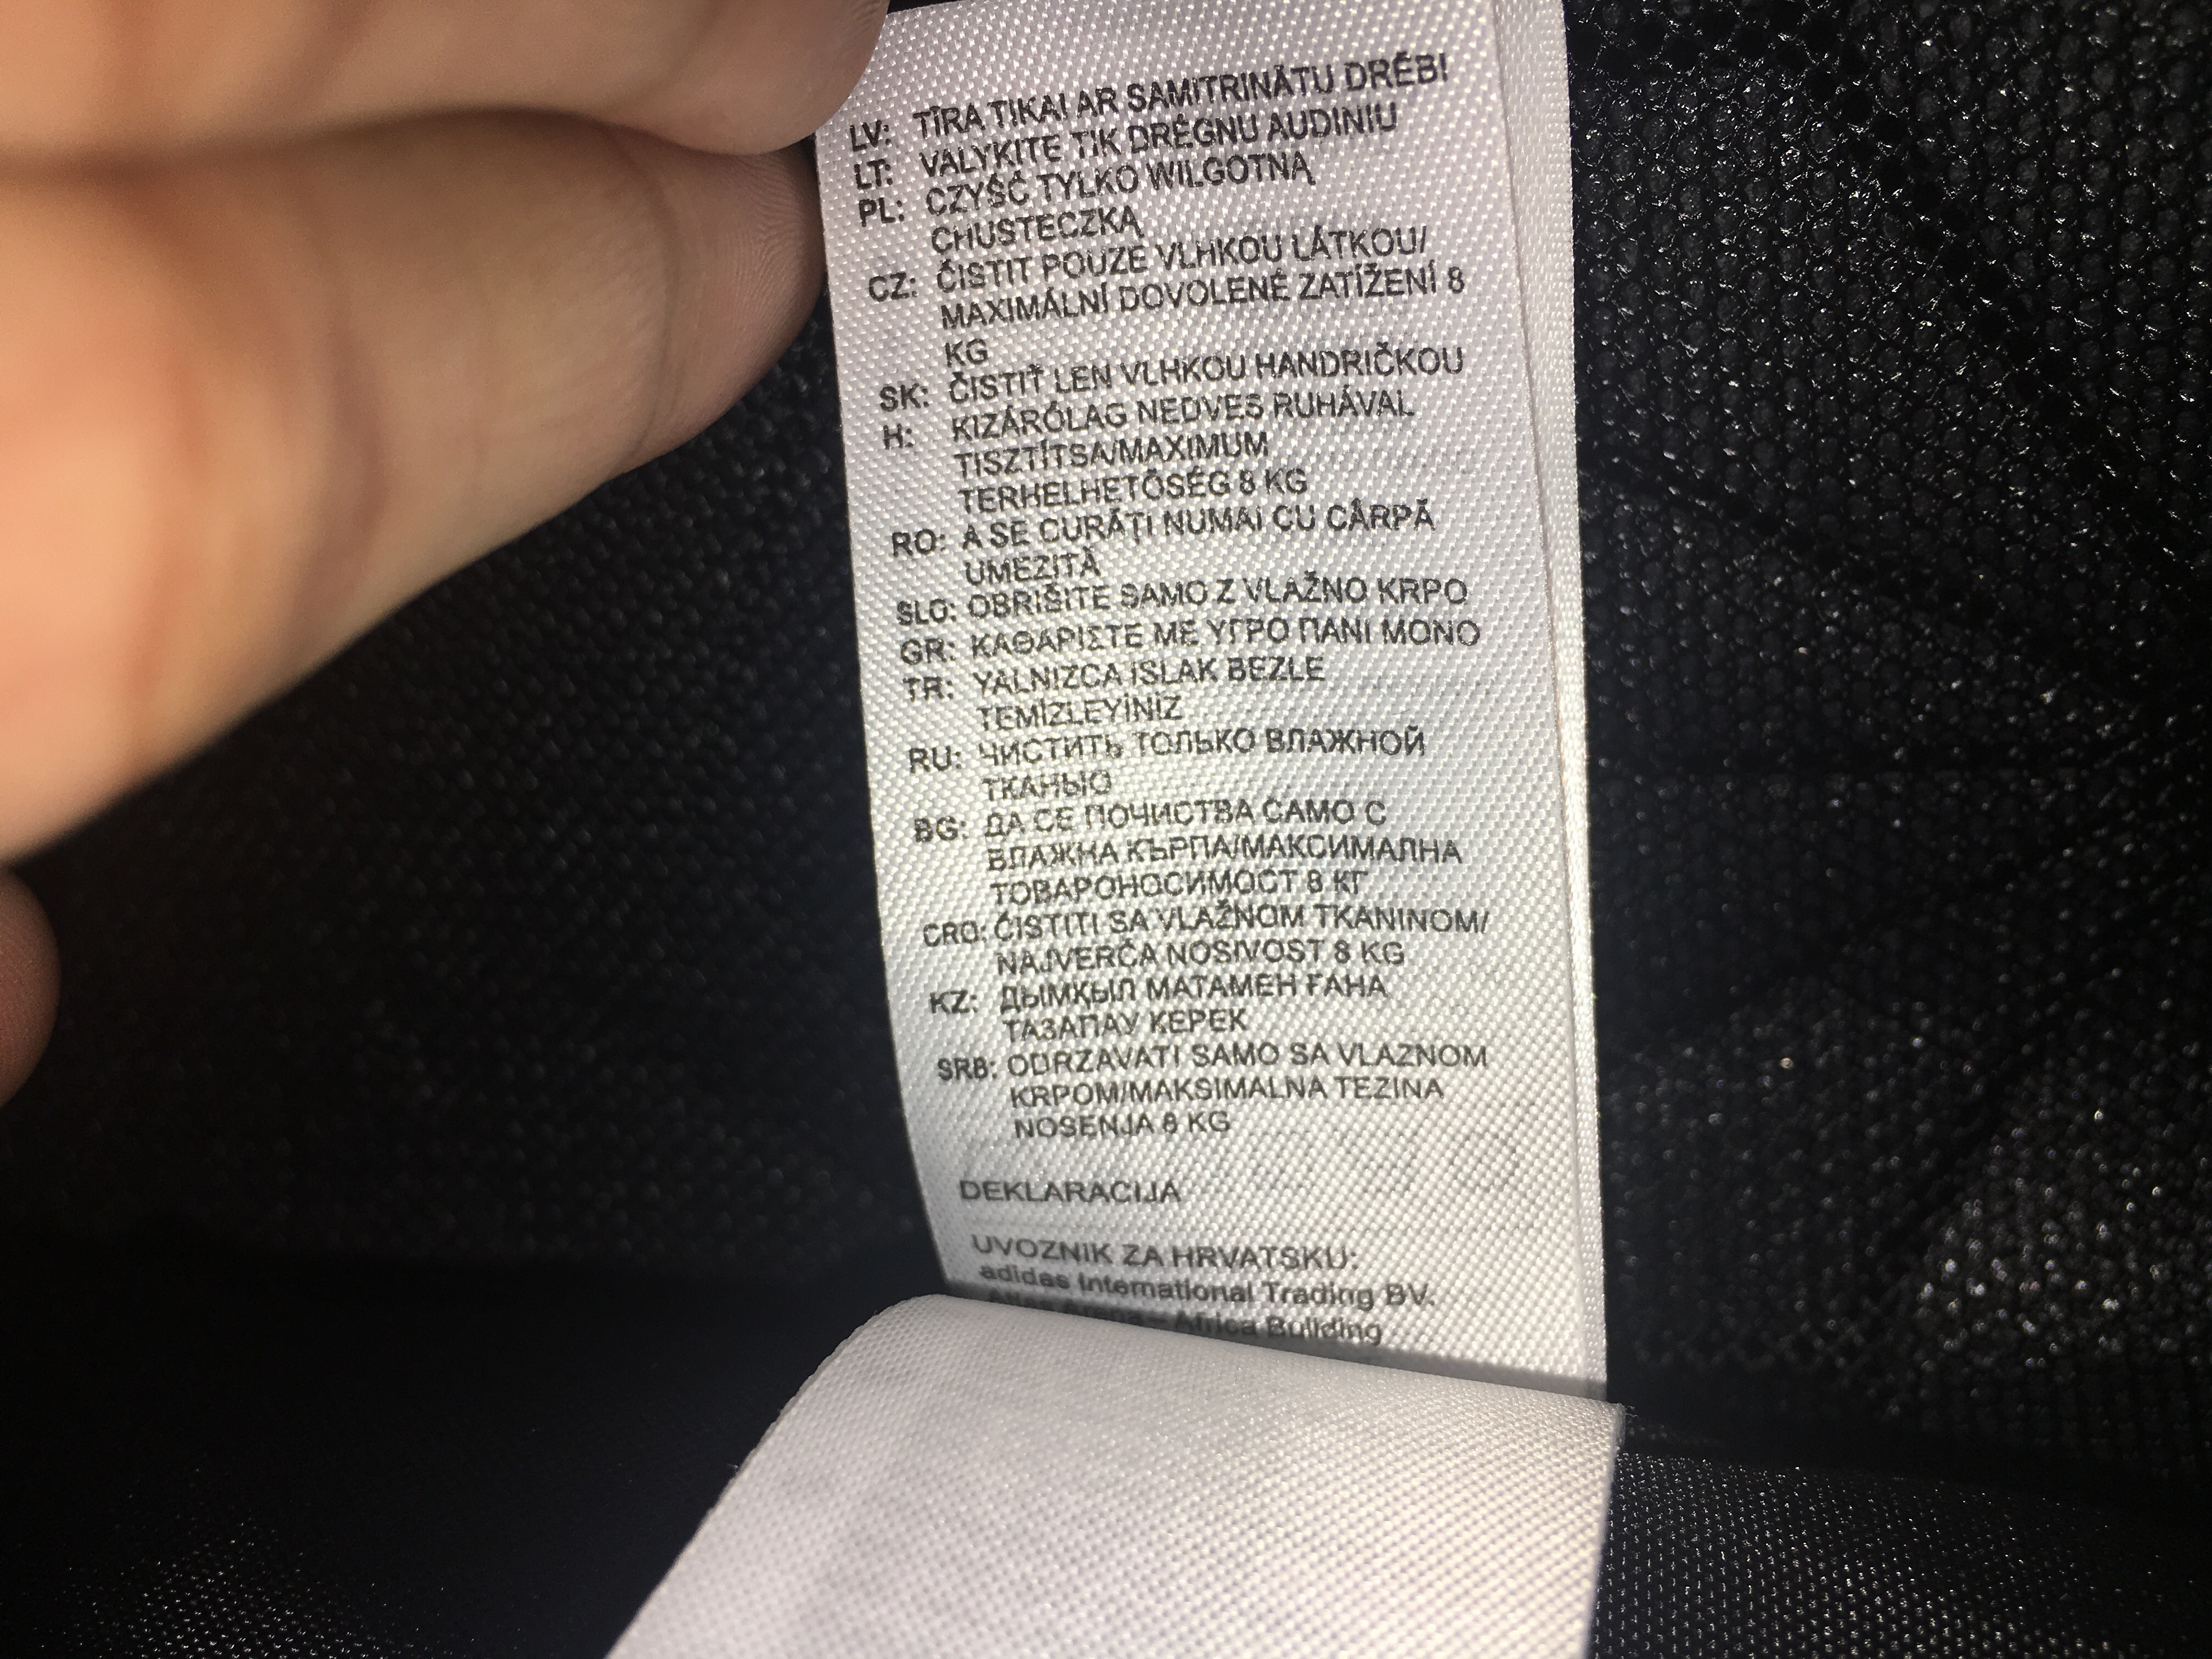 LV: TĪRA TIKAI AR SAMITRINĀTU DRĒBI
LT: VALYKITE TIK DRĖGNU AUDINIU
PL: CZYŚĆ TYLKO WILGOTNĄ
CHUSTECZKĄ
CZ: ČISTIT POUZE VLHKOU LÁTKOU/
MAXIMÁLNÍ DOVOLENÉ ZATÍŽENÍ 8
KG
SK: ČISTIŤ LEN VLHKOU HANDRIČKOU
H: KIZÁRÓLAG NEDVES RUHÁVAL
TISZTÍTSA/MAXIMUM
TERHELHETŐSÉG 8 KG
RO: A SE CURĂȚI NUMAI CU CÂRPĂ
UMEZITĂ
SLO: OBRIŠITE SAMO Z VLAŽNO KRPO
GR: ΚΑΘΑΡΙΣΤΕ ΜΕ ΥΓΡΟ ΠΑΝΙ ΜΟΝΟ
TR: YALNIZCA ISLAK BEZLE
TEMİZLEYİNİZ
RU: ЧИСТИТЬ ТОЛЬКО ВЛАЖНОЙ
ТКАНЬЮ
BG: ДА СЕ ПОЧИСТВА САМО С
ВЛАЖНА КЪРПА/МАКСИМАЛНА
ТОВАРОНОСИМОСТ 8 КГ
CRO: ČISTITI SA VLAŽNOM TKANINOM/
NAJVERČA NOSIVOST 8 KG
KZ: ДЫМҚЫЛ МАТАМЕН ҒАНА
ТАЗАЛАУ КЕРЕК
SRB: ODRZAVATI SAMO SA VLAZNOM
KRPOM/MAKSIMALNA TEZINA
NOSENJA 8 KG
DEKLARACIJA
UVOZNIK ZA HRVATSKU:
adidas International Trading BV.
– Africa Building